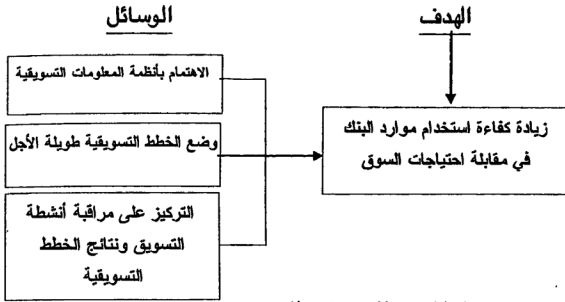 الهدف
الوسائل
زيادة كفاءة استخدام موارد البنك
في مقابلة احتياجات السوق
الاهتمام بأنظمة المعلومات التسويقية
وضع الخطط التسويقية طويلة الأجل
التركيز على مراقبة أنشطة
التسويق ونتائج الخطط
التسويقية